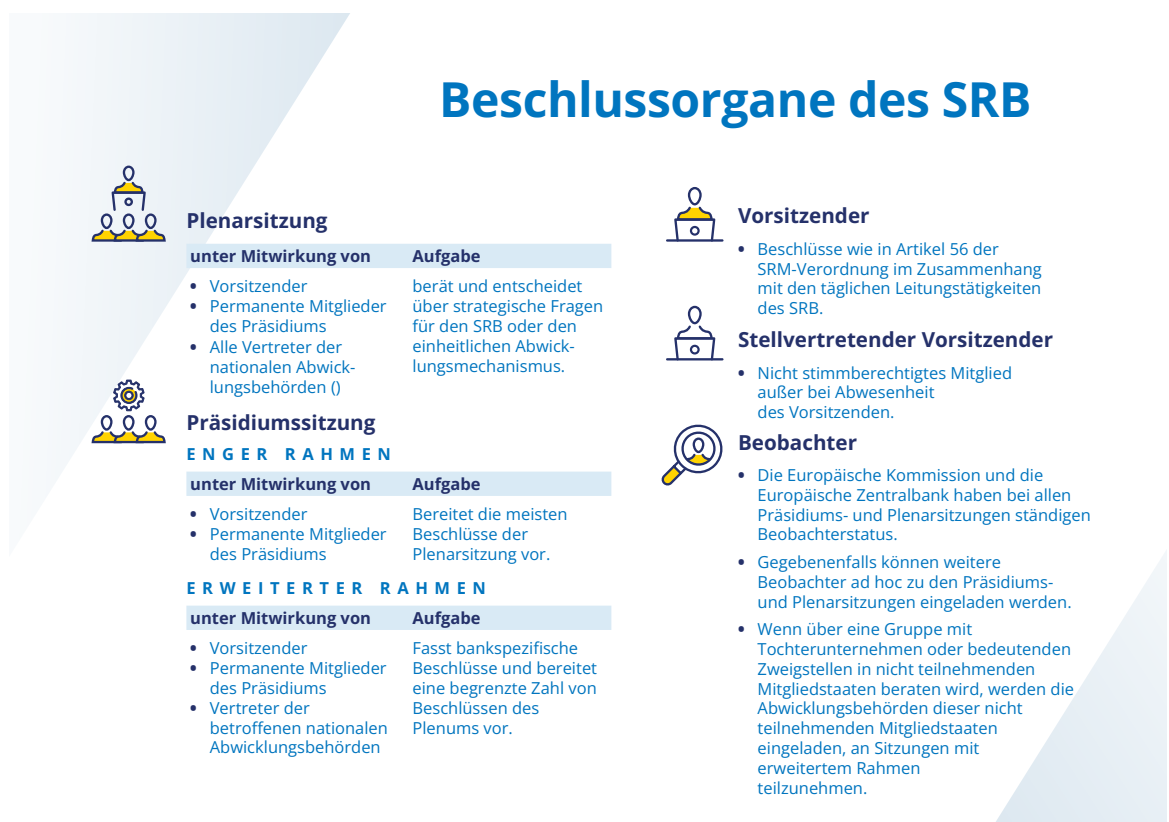 Beschlussorgane des SRB
Plenarsitzung
unter Mitwirkung von Aufgabe
• Vorsitzender
• Permanente Mitglieder
des Präsidiums
• Alle Vertreter der
nationalen Abwick-
lungsbehörden ()
berät und entscheidet
über strategische Fragen
für den SRB oder den
einheitlichen Abwick-
lungsmechanismus.
Präsidiumssitzung
ENGER RAHMEN
unter Mitwirkung von Aufgabe
• Vorsitzender
• Permanente Mitglieder
des Präsidiums
Bereitet die meisten
Beschlüsse der
Plenarsitzung vor.
ERWEITERTER RAHMEN
unter Mitwirkung von Aufgabe
• Vorsitzender
• Permanente Mitglieder
des Präsidiums
• Vertreter der
betroffenen nationalen
Abwicklungsbehörden
Fasst bankspezifische
Beschlüsse und bereitet
eine begrenzte Zahl von
Beschlüssen des
Plenums vor.
Vorsitzender
• Beschlüsse wie in Artikel 56 der
SRM-Verordnung im Zusammenhang
mit den täglichen Leitungstätigkeiten
des SRB.
Stellvertretender Vorsitzender
• Nicht stimmberechtigtes Mitglied
außer bei Abwesenheit
des Vorsitzenden.
Beobachter
• Die Europäische Kommission und die
Europäische Zentralbank haben bei allen
Präsidiums- und Plenarsitzungen ständigen
Beobachterstatus.
• Gegebenenfalls können weitere
Beobachter ad hoc zu den Präsidiums-
und Plenarsitzungen eingeladen werden.
• Wenn über eine Gruppe mit
Tochterunternehmen oder bedeutenden
Zweigstellen in nicht teilnehmenden
Mitgliedstaaten beraten wird, werden die
Abwicklungsbehörden dieser nicht
teilnehmenden Mitgliedstaaten
eingeladen, an Sitzungen mit
erweitertem Rahmen
teilzunehmen.